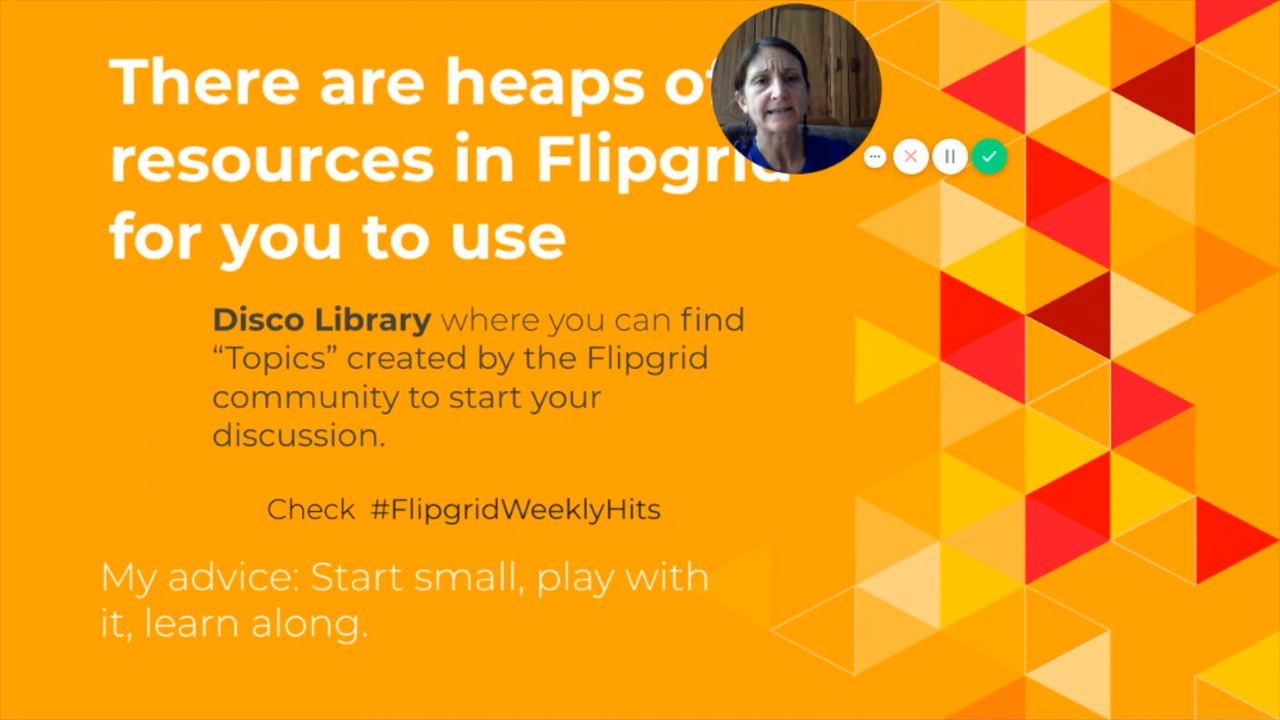 There are heaps of
resources in Flipgrid
for you to use
Disco Library where you can find
“Topics” created by the Flipgrid
community to start your
discussion.
Check #FlipgridWeeklyHits
My advice: Start small, play with
it, learn along.